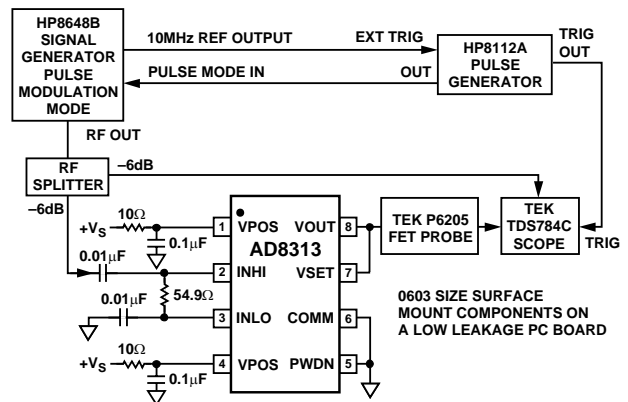 HP8648B
SIGNAL
GENERATOR
PULSE
MODULATION
MODE
10MHz REF OUTPUT
EXT TRIG
PULSE MODE IN
OUT
HP8112A
PULSE
GENERATOR
TRIG
OUT
RF OUT
RF
SPLITTER
–6dB
–6dB
+VS
10Ω
0.1μF
0.01μF
54.9Ω
0.01μF
+VS
10Ω
0.1μF
1
VPOS
2
INHI
3
INLO
4
VPOS
AD8313
VOUT
8
VSET
7
COMM
6
PWDN
5
TEK P6205
FET PROBE
TEK
TDS784C
SCOPE
TRIG
0603 SIZE SURFACE
MOUNT COMPONENTS ON
A LOW LEAKAGE PC BOARD